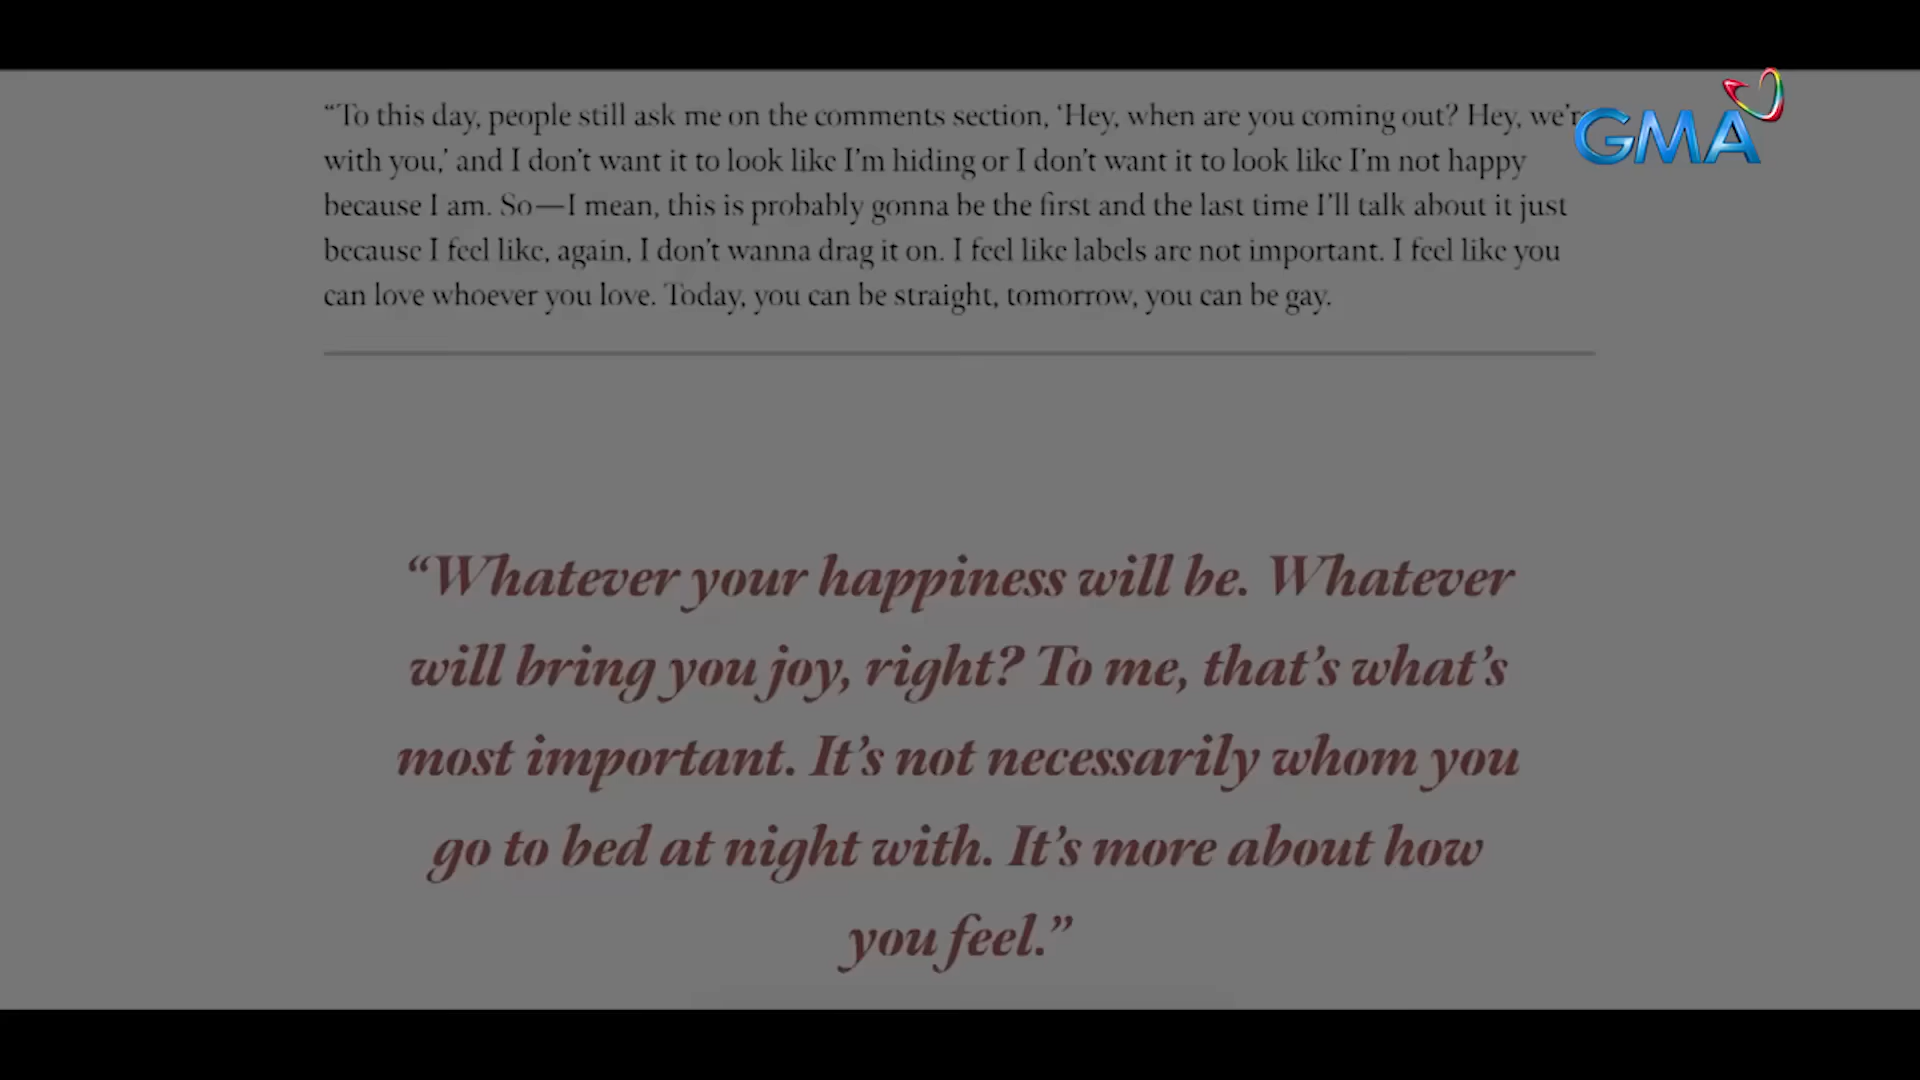 “To this day, people still ask me on the comments section, ‘Hey, when are you coming out? Hey, we’re
with you,’ and I don’t want it to look like I’m hiding or I don’t want it to look like I’m not happy
because I am. So—I mean, this is probably gonna be the first and the last time I’ll talk about it just
because I feel like, again, I don’t wanna drag it on. I feel like labels are not important. I feel like you
can love whoever you love. Today, you can be straight, tomorrow, you can be gay.
“Whatever your happiness will be. Whatever
will bring you joy, right? To me, that’s what’s
most important. It’s not necessarily whom you
go to bed at night with. It’s more about how
you feel.”
GMA